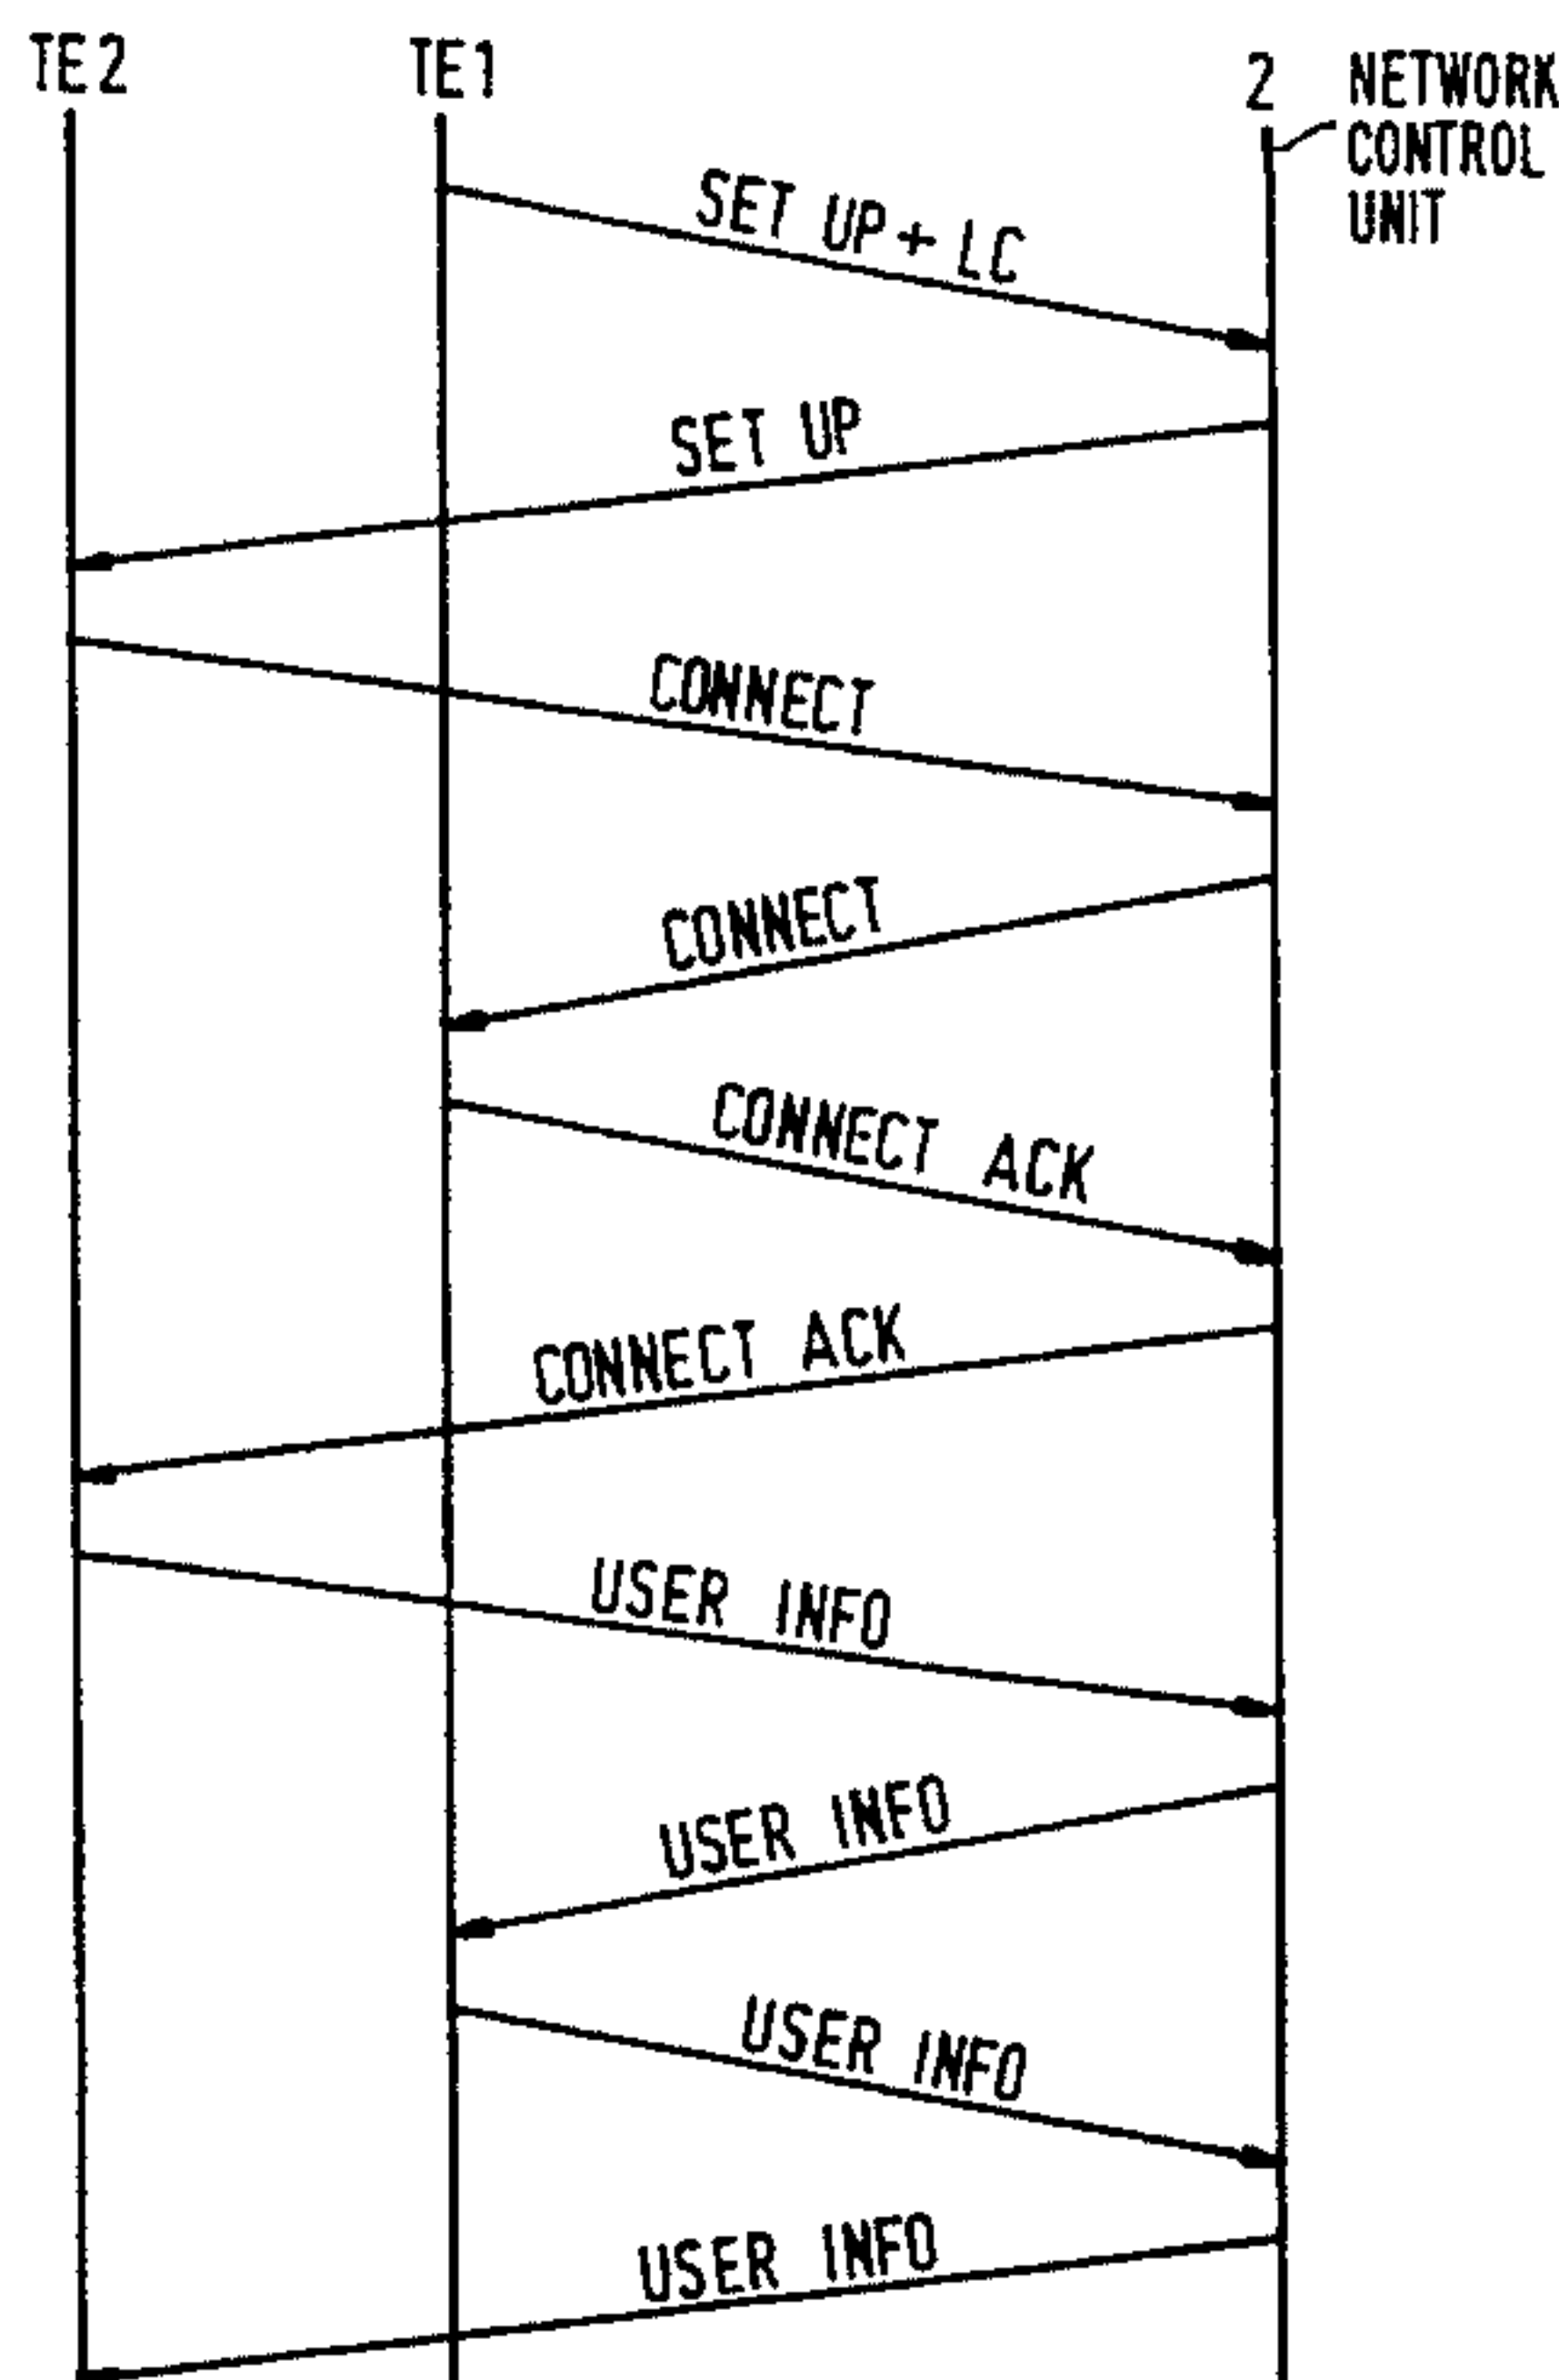 TE2
TE1
2
NETWORK
CONTROL
UNIT
SET UP + LC
SET UP
CONNECT
CONNECT
CONNECT ACK
CONNECT ACK
USER INFO
USER INFO
USER INFO
USER INFO